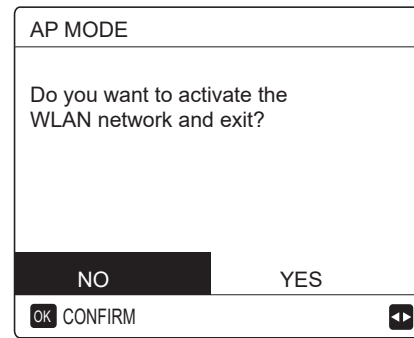 AP MODE
Do you want to activate the
WLAN network and exit?
NO YES
OK CONFIRM